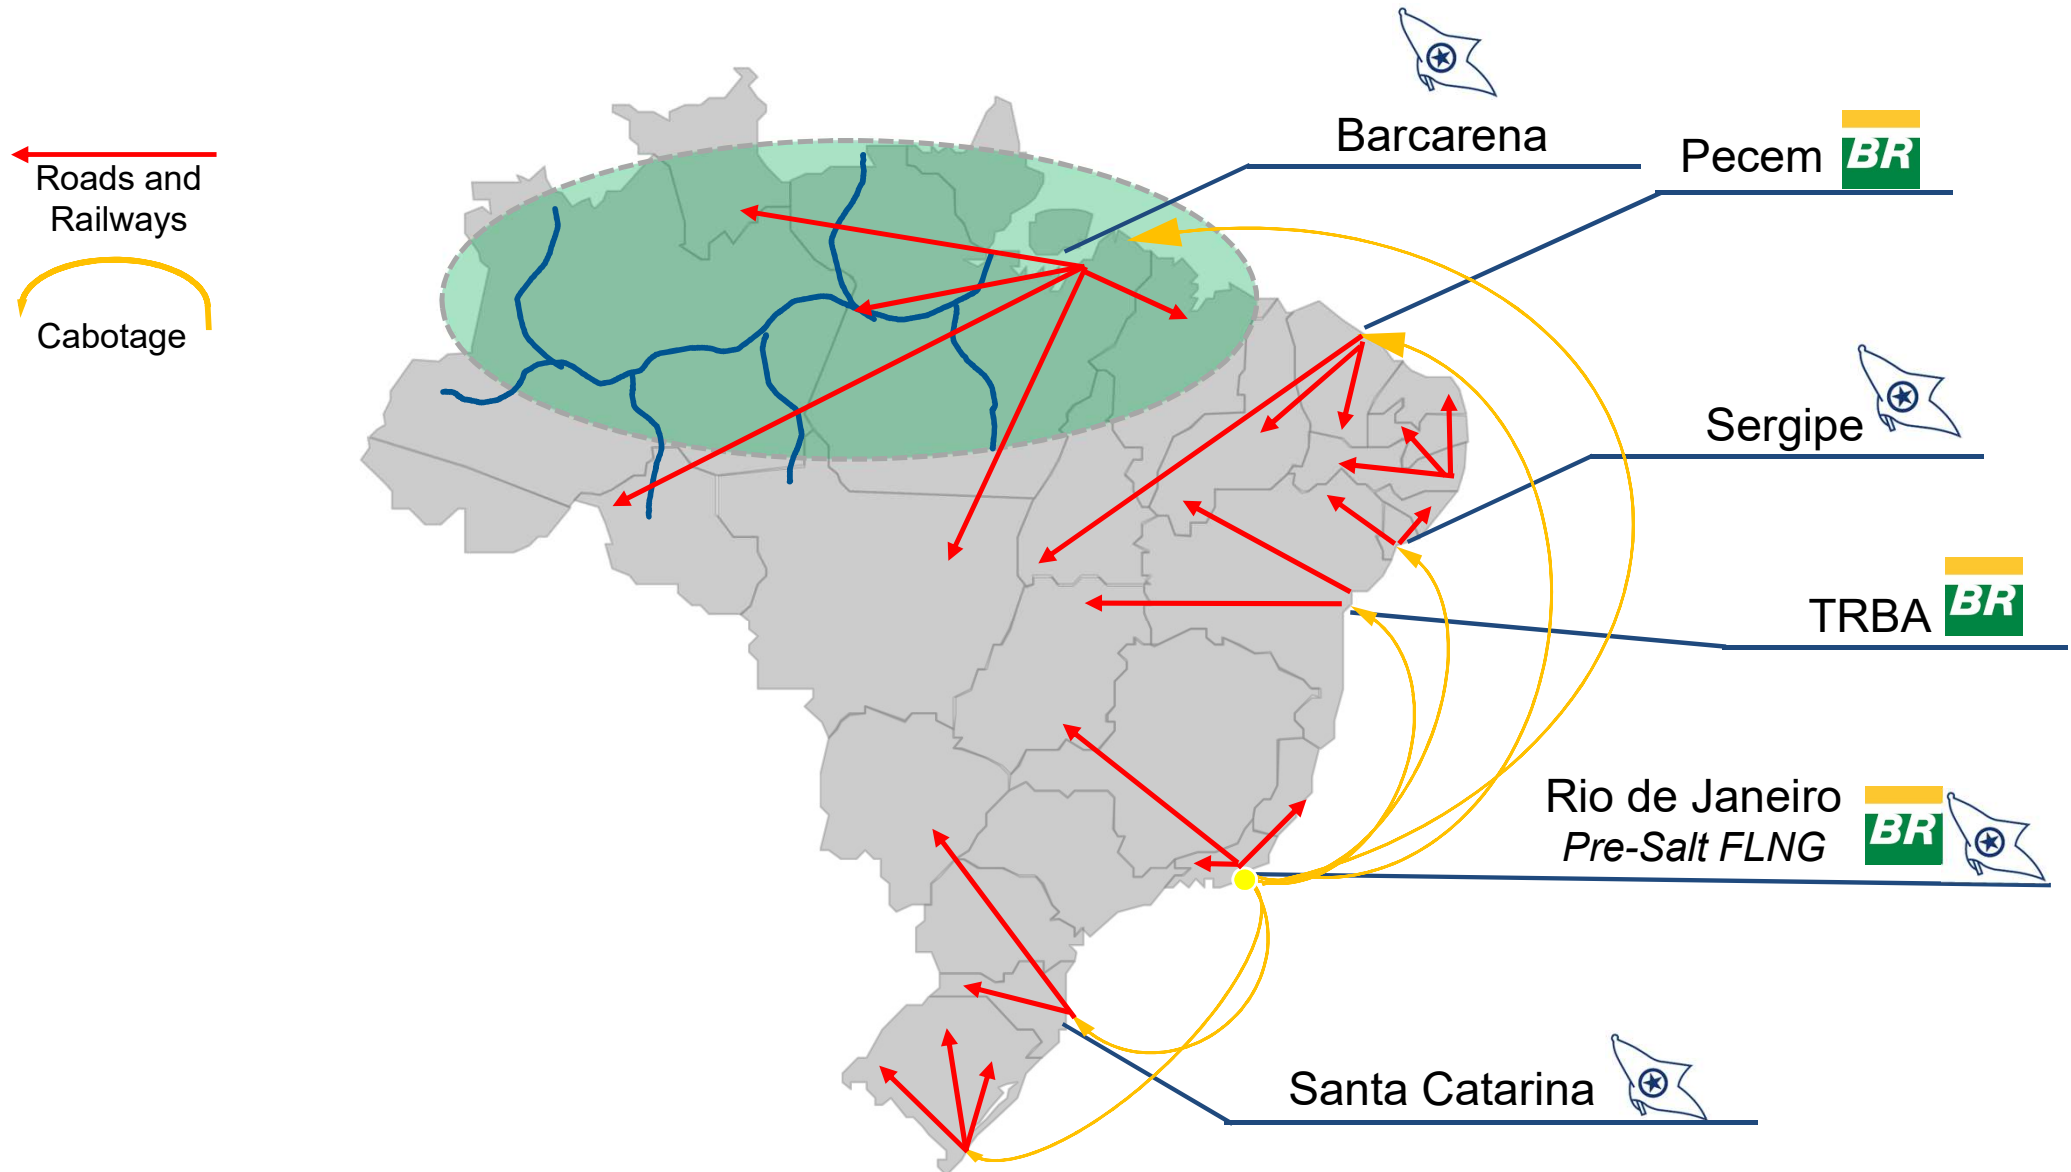 Barcarena
Pecem
BR
Roads and
Railways
Cabotage
Sergipe
TRBA
BR
Rio de Janeiro
Pre-Salt FLNG
BR
Santa Catarina